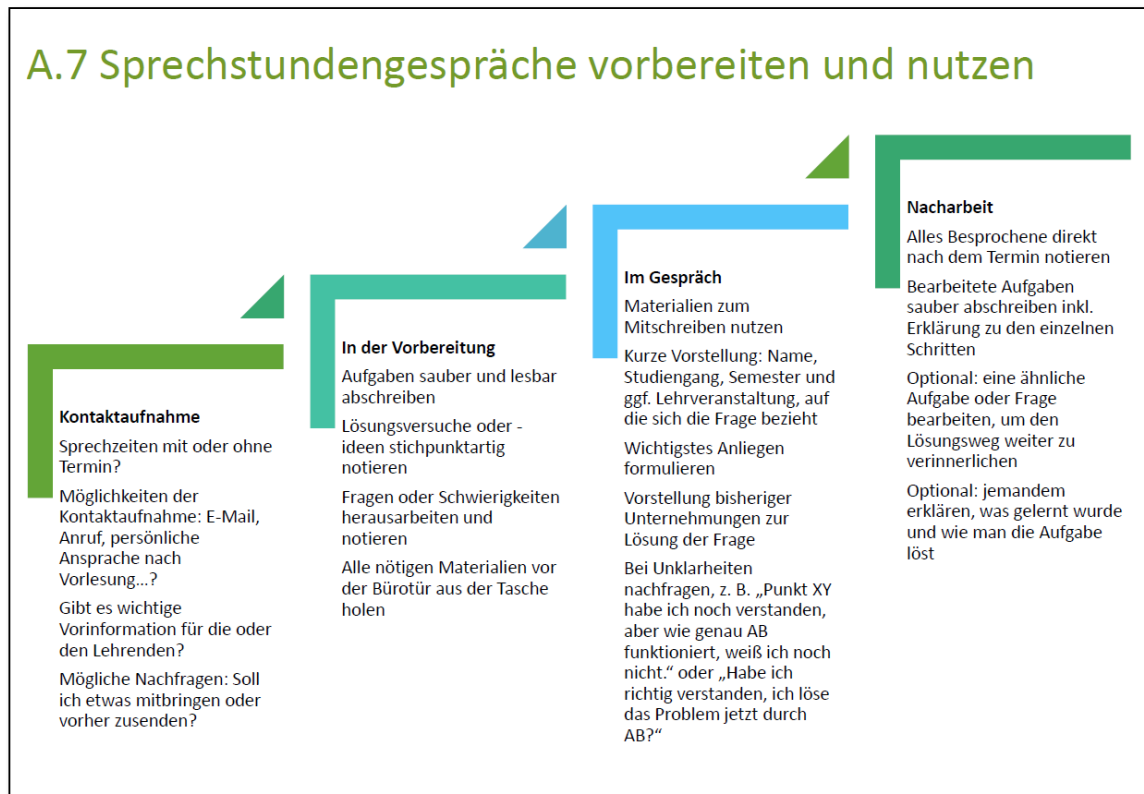 A.7 Sprechstundengespräche vorbereiten und nutzen
Kontaktaufnahme
Sprechzeiten mit oder ohne
Termin?
Möglichkeiten der
Kontaktaufnahme: E-Mail,
Anruf, persönliche
Ansprache nach
Vorlesung...?
Gibt es wichtige
Vorinformation für die oder
den Lehrenden?
Mögliche Nachfragen: Soll
ich etwas mitbringen oder
vorher zusenden?
In der Vorbereitung
Aufgaben sauber und lesbar
abschreiben
Lösungsversuche oder -
ideen stichpunktartig
notieren
Fragen oder Schwierigkeiten
herausarbeiten und
notieren
Alle nötigen Materialien vor
der Bürotür aus der Tasche
holen
Im Gespräch
Materialien zum
Mitschreiben nutzen
Kurze Vorstellung: Name,
Studiengang, Semester und
ggf. Lehrveranstaltung, auf
die sich die Frage bezieht
Wichtigstes Anliegen
formulieren
Vorstellung bisheriger
Unternehmungen zur
Lösung der Frage
Bei Unklarheiten
nachfragen, z. B. „Punkt XY
habe ich noch verstanden,
aber wie genau AB
funktioniert, weiß ich noch
nicht.“ oder „Habe ich
richtig verstanden, ich löse
das Problem jetzt durch
AB?“
Nacharbeit
Alles Besprochene direkt
nach dem Termin notieren
Bearbeitete Aufgaben
sauber abschreiben inkl.
Erklärung zu den einzelnen
Schritten
Optional: eine ähnliche
Aufgabe oder Frage
bearbeiten, um den
Lösungsweg weiter zu
verinnerlichen
Optional: jemandem
erklären, was gelernt wurde
und wie man die Aufgabe
löst